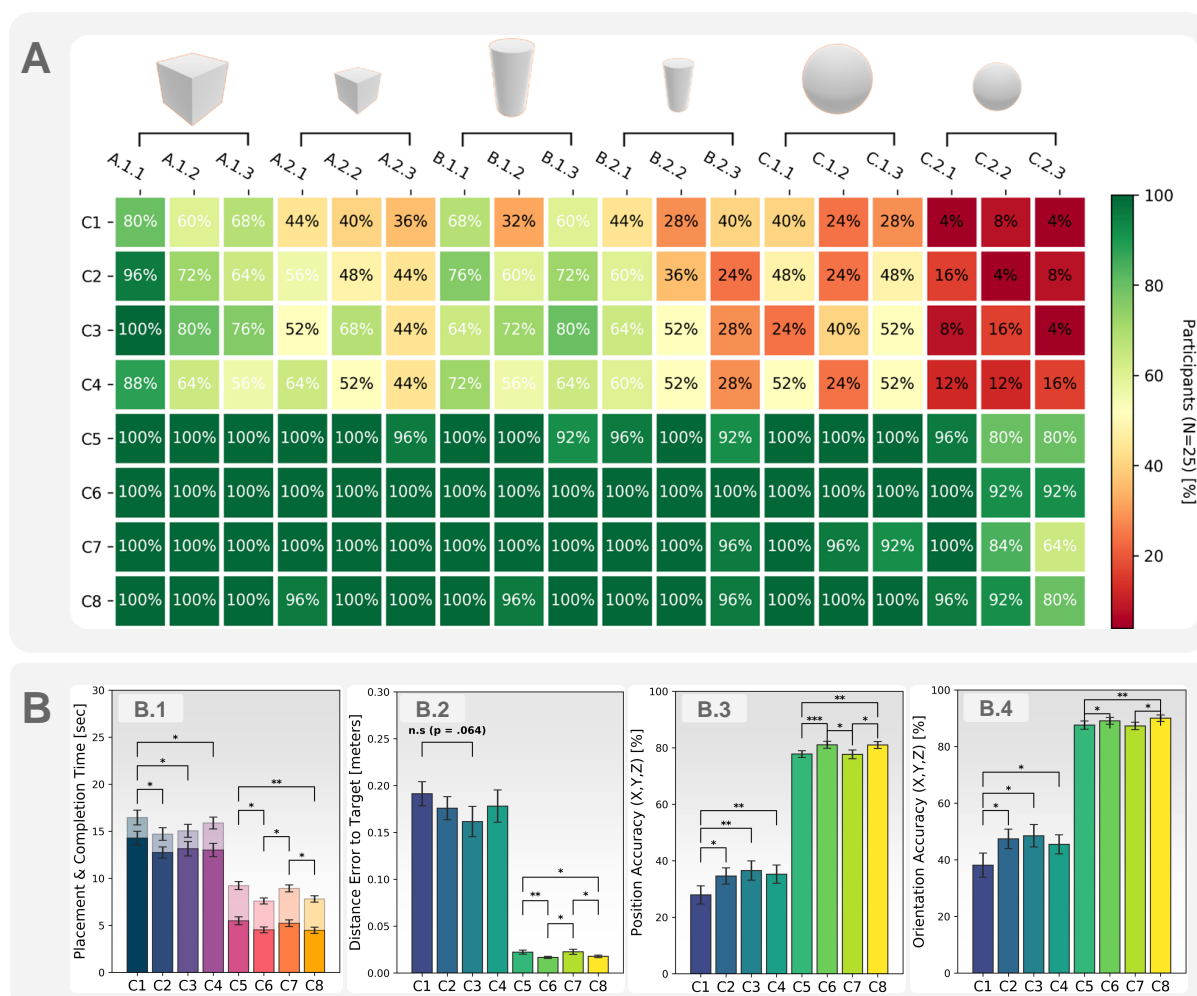 A
A.1.1 A.1.2 A.1.3 A.2.1 A.2.2 A.2.3 B.1.1 B.1.2 B.1.3 B.2.1 B.2.2 B.2.3 C.1.1 C.1.2 C.1.3 C.2.1 C.2.2 C.2.3
C1 80% 60% 68% 44% 40% 36% 68% 32% 60% 44% 28% 40% 40% 24% 28% 4% 8% 4%
C2 96% 72% 64% 56% 48% 44% 76% 60% 72% 60% 36% 24% 48% 24% 48% 16% 4% 8%
C3 100% 80% 76% 52% 68% 44% 64% 72% 80% 64% 52% 28% 24% 40% 52% 8% 16% 4%
C4 88% 64% 56% 64% 52% 44% 72% 56% 64% 60% 52% 28% 52% 24% 52% 12% 12% 16%
C5 100% 100% 100% 100% 100% 96% 100% 100% 92% 96% 100% 92% 100% 100% 100% 96% 80% 80%
C6 100% 100% 100% 100% 100% 100% 100% 100% 100% 100% 100% 100% 100% 100% 100% 100% 92% 92%
C7 100% 100% 100% 100% 100% 100% 100% 100% 100% 100% 100% 96% 100% 96% 92% 100% 84% 64%
C8 100% 100% 100% 96% 100% 100% 100% 96% 100% 100% 100% 96% 100% 100% 100% 96% 92% 80%
100
80
60
40
20
Participants (N=25) [%]
B
B.1
Placement & Completion Time [sec]
30
25
20
15
10
5
0
*
*
*
**
*
*
*
C1 C2 C3 C4 C5 C6 C7 C8
B.2
Distance Error to Target [meters]
0.30
0.25
0.20
0.15
0.10
0.05
0.00
n.s (p = .064)
*
**
*
*
C1 C2 C3 C4 C5 C6 C7 C8
B.3
Position Accuracy (X,Y,Z) [%]
100
80
60
40
20
0
**
***
*
*
**
**
*
C1 C2 C3 C4 C5 C6 C7 C8
B.4
Orientation Accuracy (X,Y,Z) [%]
100
80
60
40
20
0
**
*
*
*
*
*
C1 C2 C3 C4 C5 C6 C7 C8